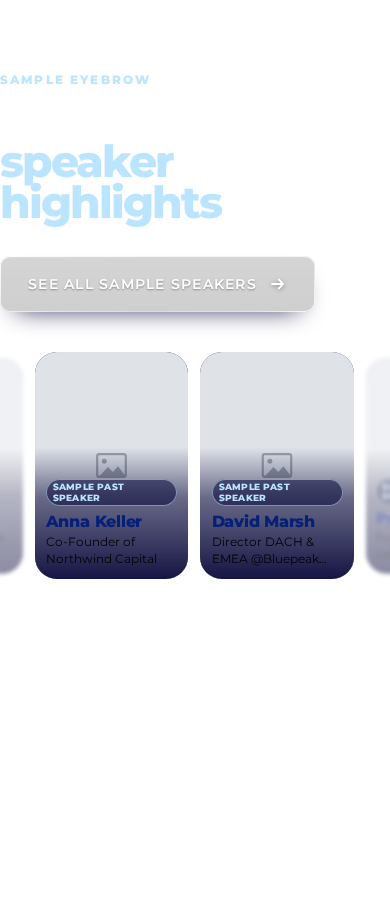 SAMPLE EYEBROW
speaker
highlights
SEE ALL SAMPLE SPEAKERS
SAMPLE PAST
SPEAKER
Anna Keller
Co-Founder of
Northwind Capital
SAMPLE PAST
SPEAKER
David Marsh
Director DACH &
EMEA @Bluepeak...